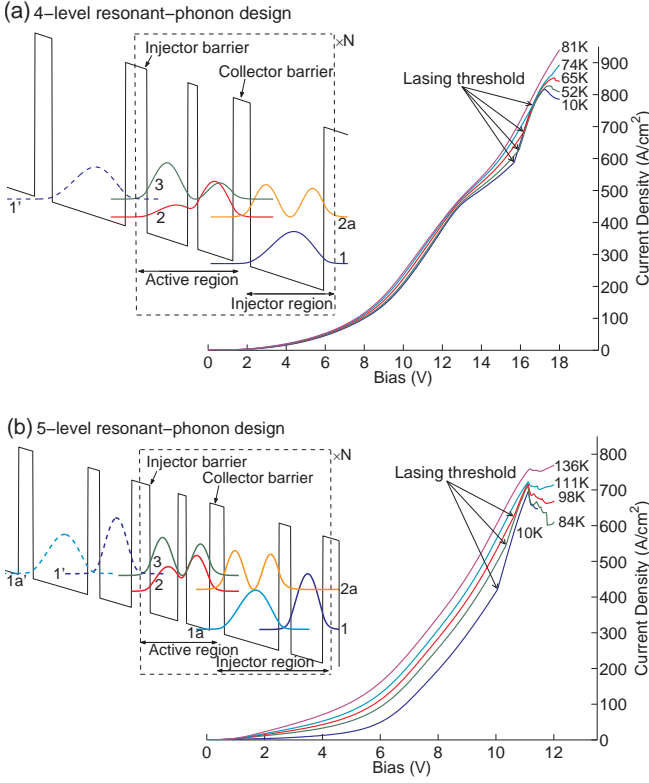 (a) 4–level resonant–phonon design
×N
Injector barrier
Collector barrier
1'
3
2
2a
1
Active region
Injector region
Lasing threshold
81K
74K
65K
52K
10K
900
800
700
600
500
400
300
200
100
0
Current Density (A/cm²)
0 2 4 6 8 10 12 14 16 18
Bias (V)
(b) 5–level resonant–phonon design
×N
Injector barrier
Collector barrier
1a'
1'
3
2
1a
2a
1
Active region
Injector region
Lasing threshold
136K
111K
98K
84K
10K
800
700
600
500
400
300
200
100
0
Current Density (A/cm²)
0 2 4 6 8 10 12
Bias (V)